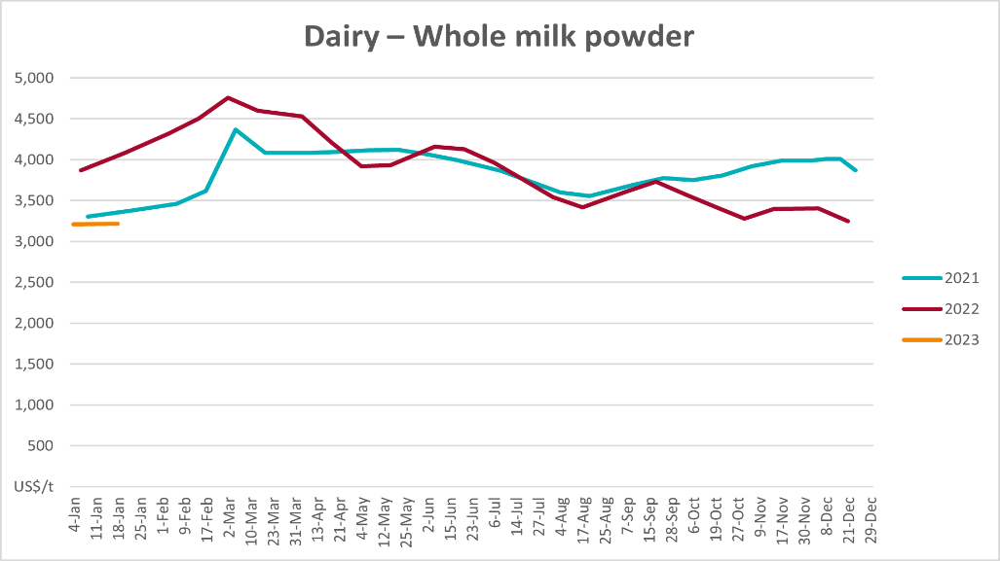 Dairy – Whole milk powder
5,000
4,500
4,000
3,500
3,000
2,500
2,000
1,500
1,000
500
US$/t
4-Jan
11-Jan
18-Jan
25-Jan
1-Feb
9-Feb
17-Feb
2-Mar
10-Mar
23-Mar
31-Mar
13-Apr
21-Apr
4-May
12-May
25-May
2-Jun
15-Jun
23-Jun
6-Jul
14-Jul
27-Jul
4-Aug
17-Aug
25-Aug
7-Sep
15-Sep
28-Sep
6-Oct
19-Oct
27-Oct
9-Nov
17-Nov
30-Nov
8-Dec
21-Dec
29-Dec
2021
2022
2023